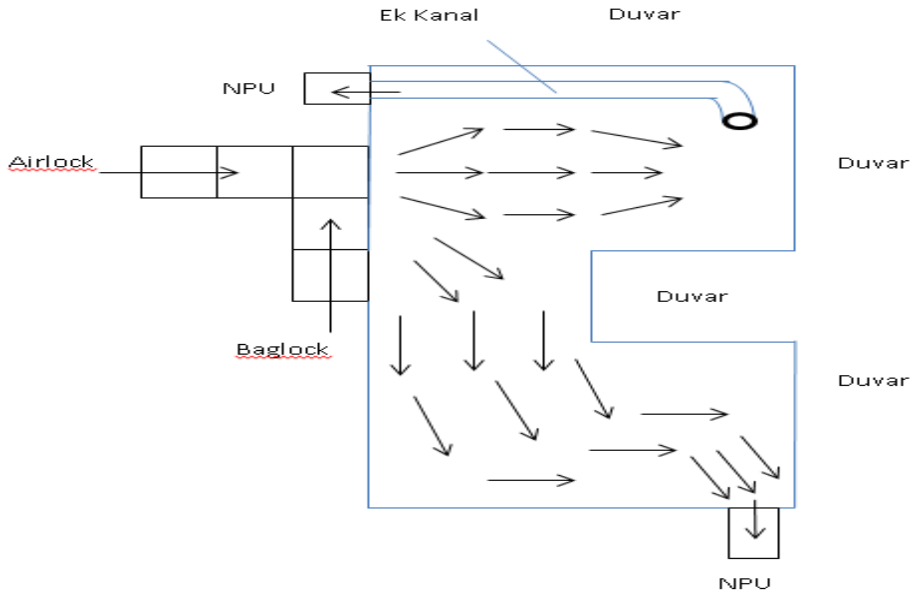 Ek Kanal
Duvar
NPU
Airlock
Duvar
Duvar
Baglock
Duvar
NPU